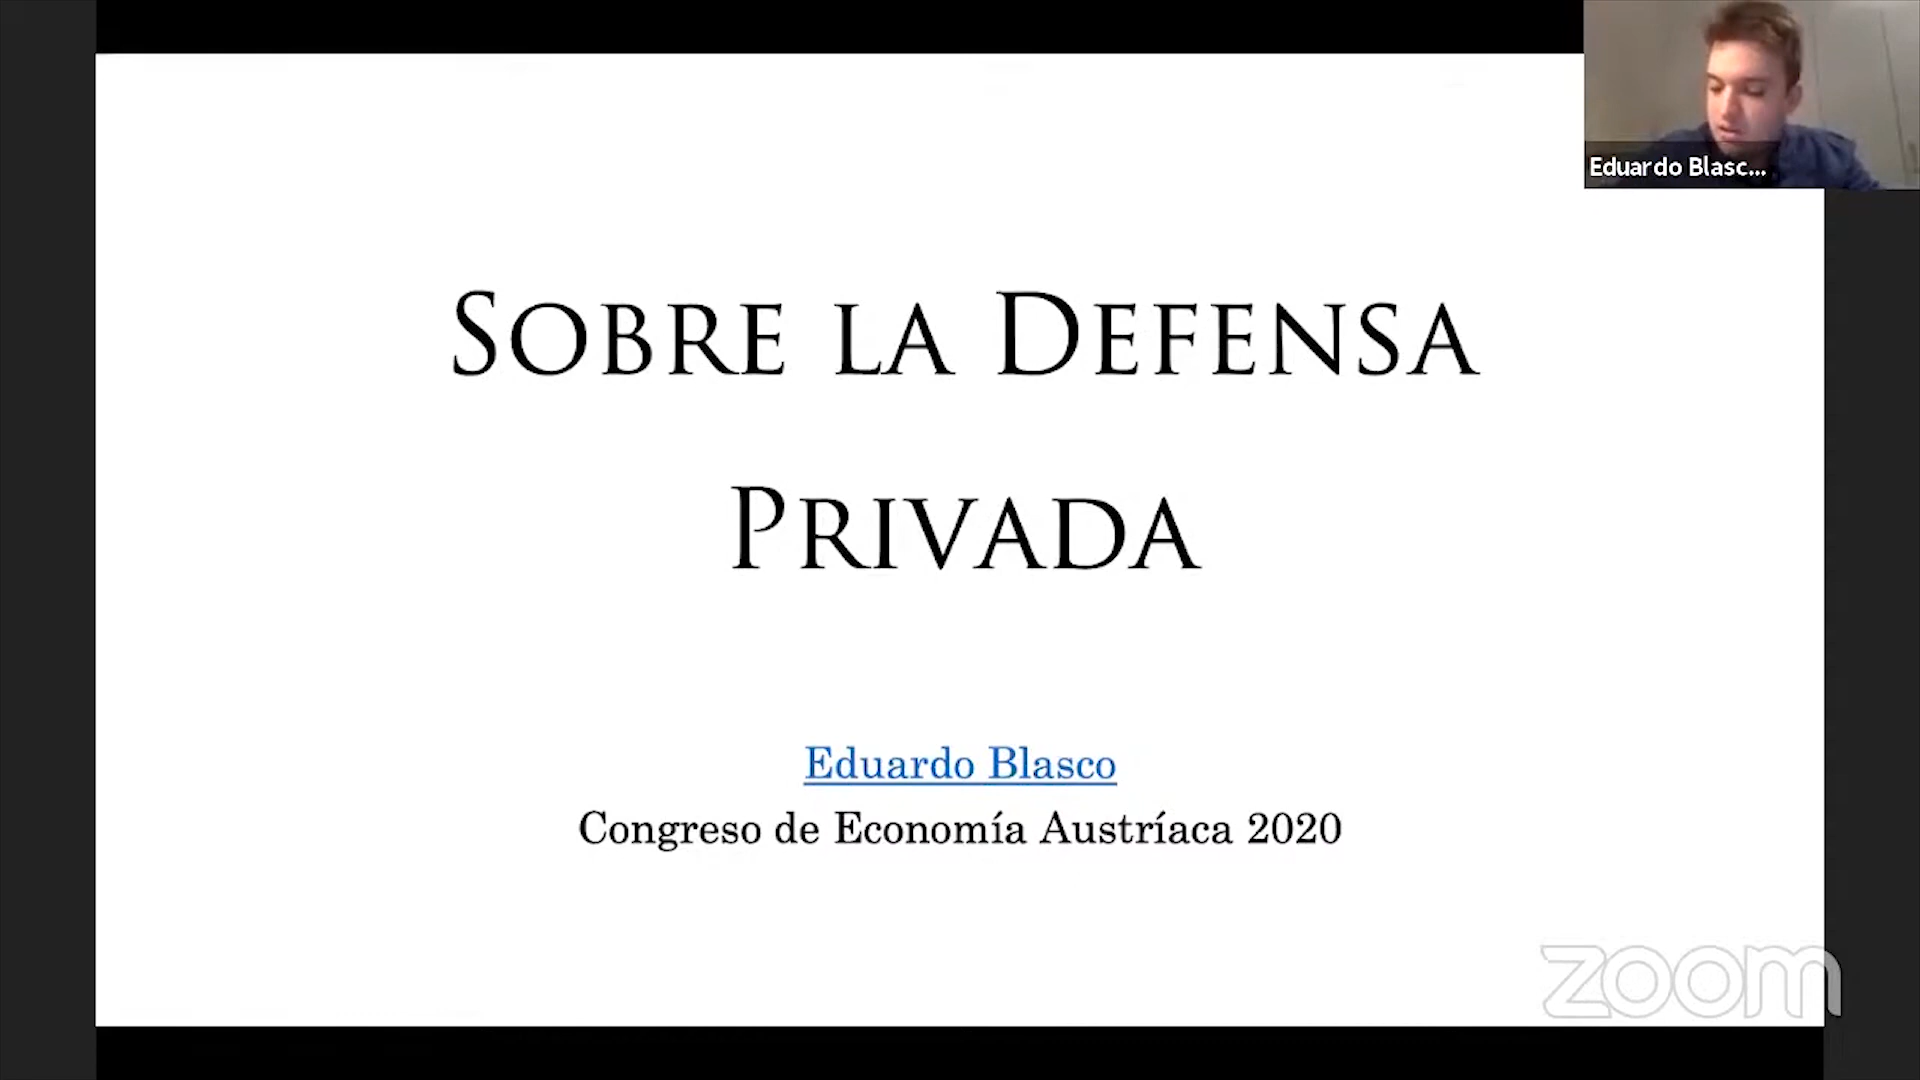 Eduardo Blasc...
SOBRE LA DEFENSA
PRIVADA
Eduardo Blasco
Congreso de Economía Austríaca 2020
zoom